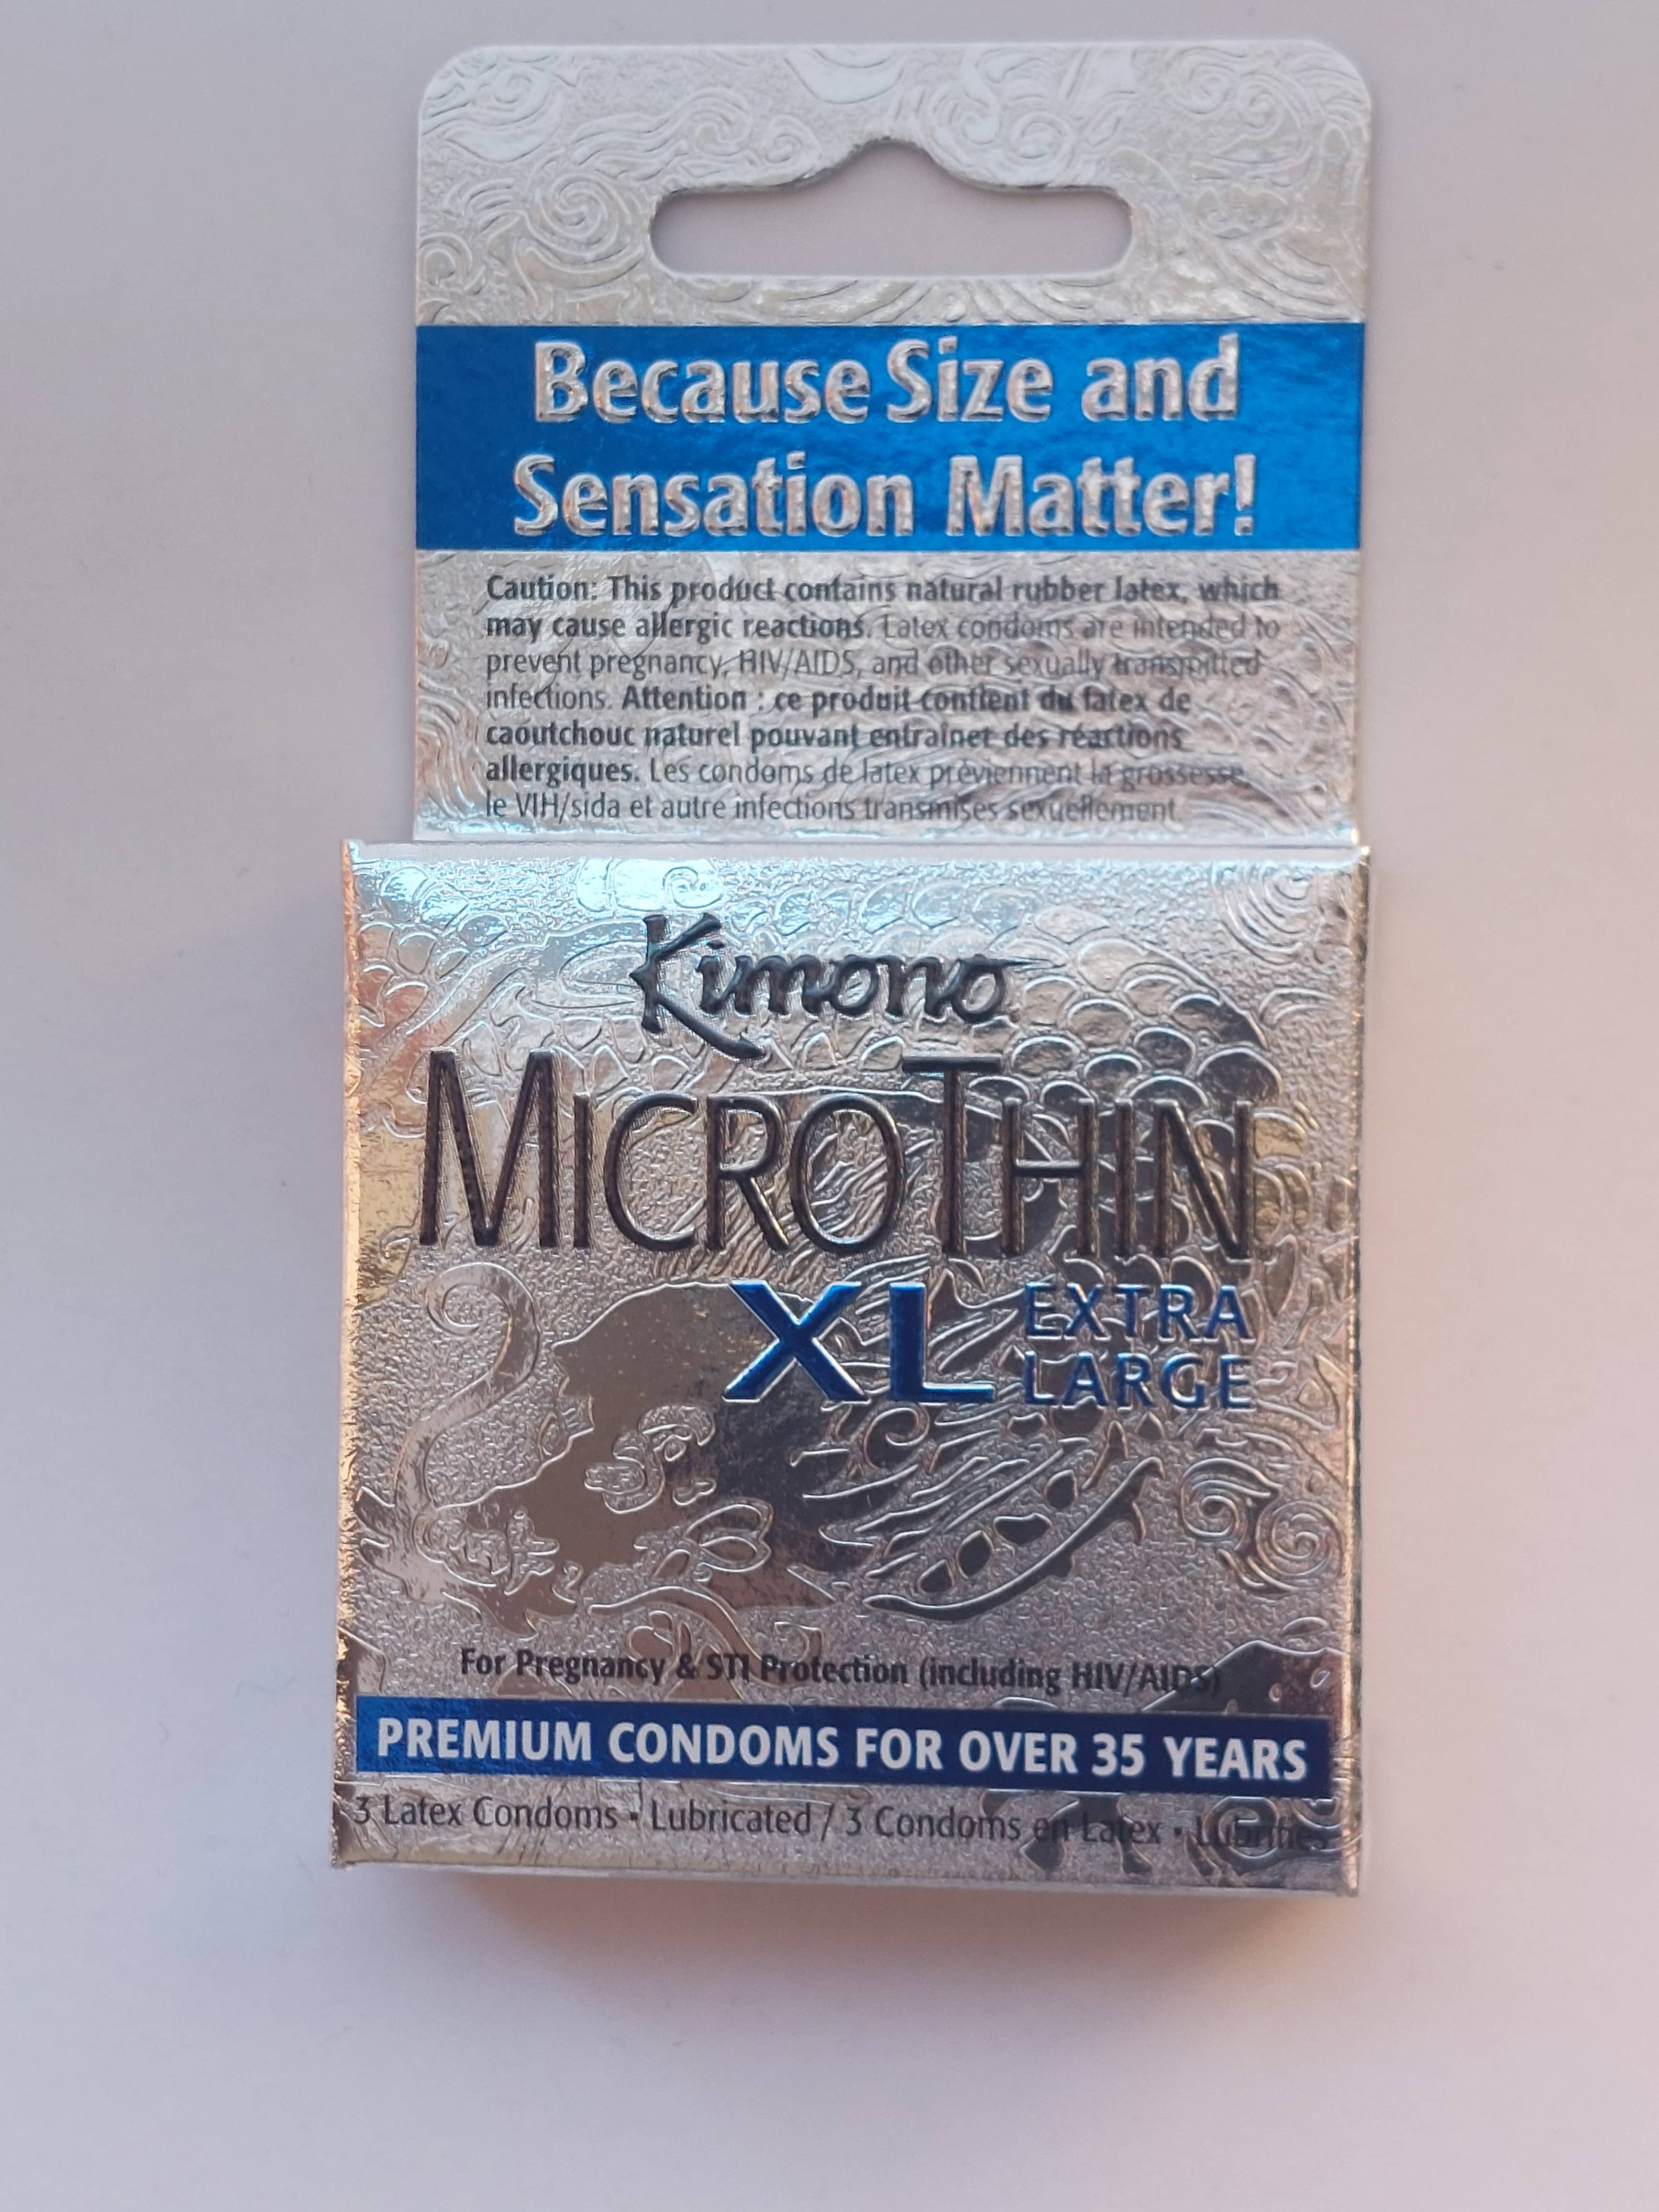 Because Size and
Sensation Matter!
Caution: This product contains natural rubber latex, which
may cause allergic reactions. Latex condoms are intended to
prevent pregnancy, HIV/AIDS, and other sexually transmitted
infections. Attention : ce produit contient du latex de
caoutchouc naturel pouvant entraîner des réactions
allergiques. Les condoms de latex préviennent la grossesse,
le VIH/sida et autre infections transmises sexuellement.
Kimono
MICROTHIN
XL EXTRA
LARGE
For Pregnancy & STI Protection (including HIV/AIDS)
PREMIUM CONDOMS FOR OVER 35 YEARS
3 Latex Condoms • Lubricated / 3 Condoms en Latex • Lubrifiés